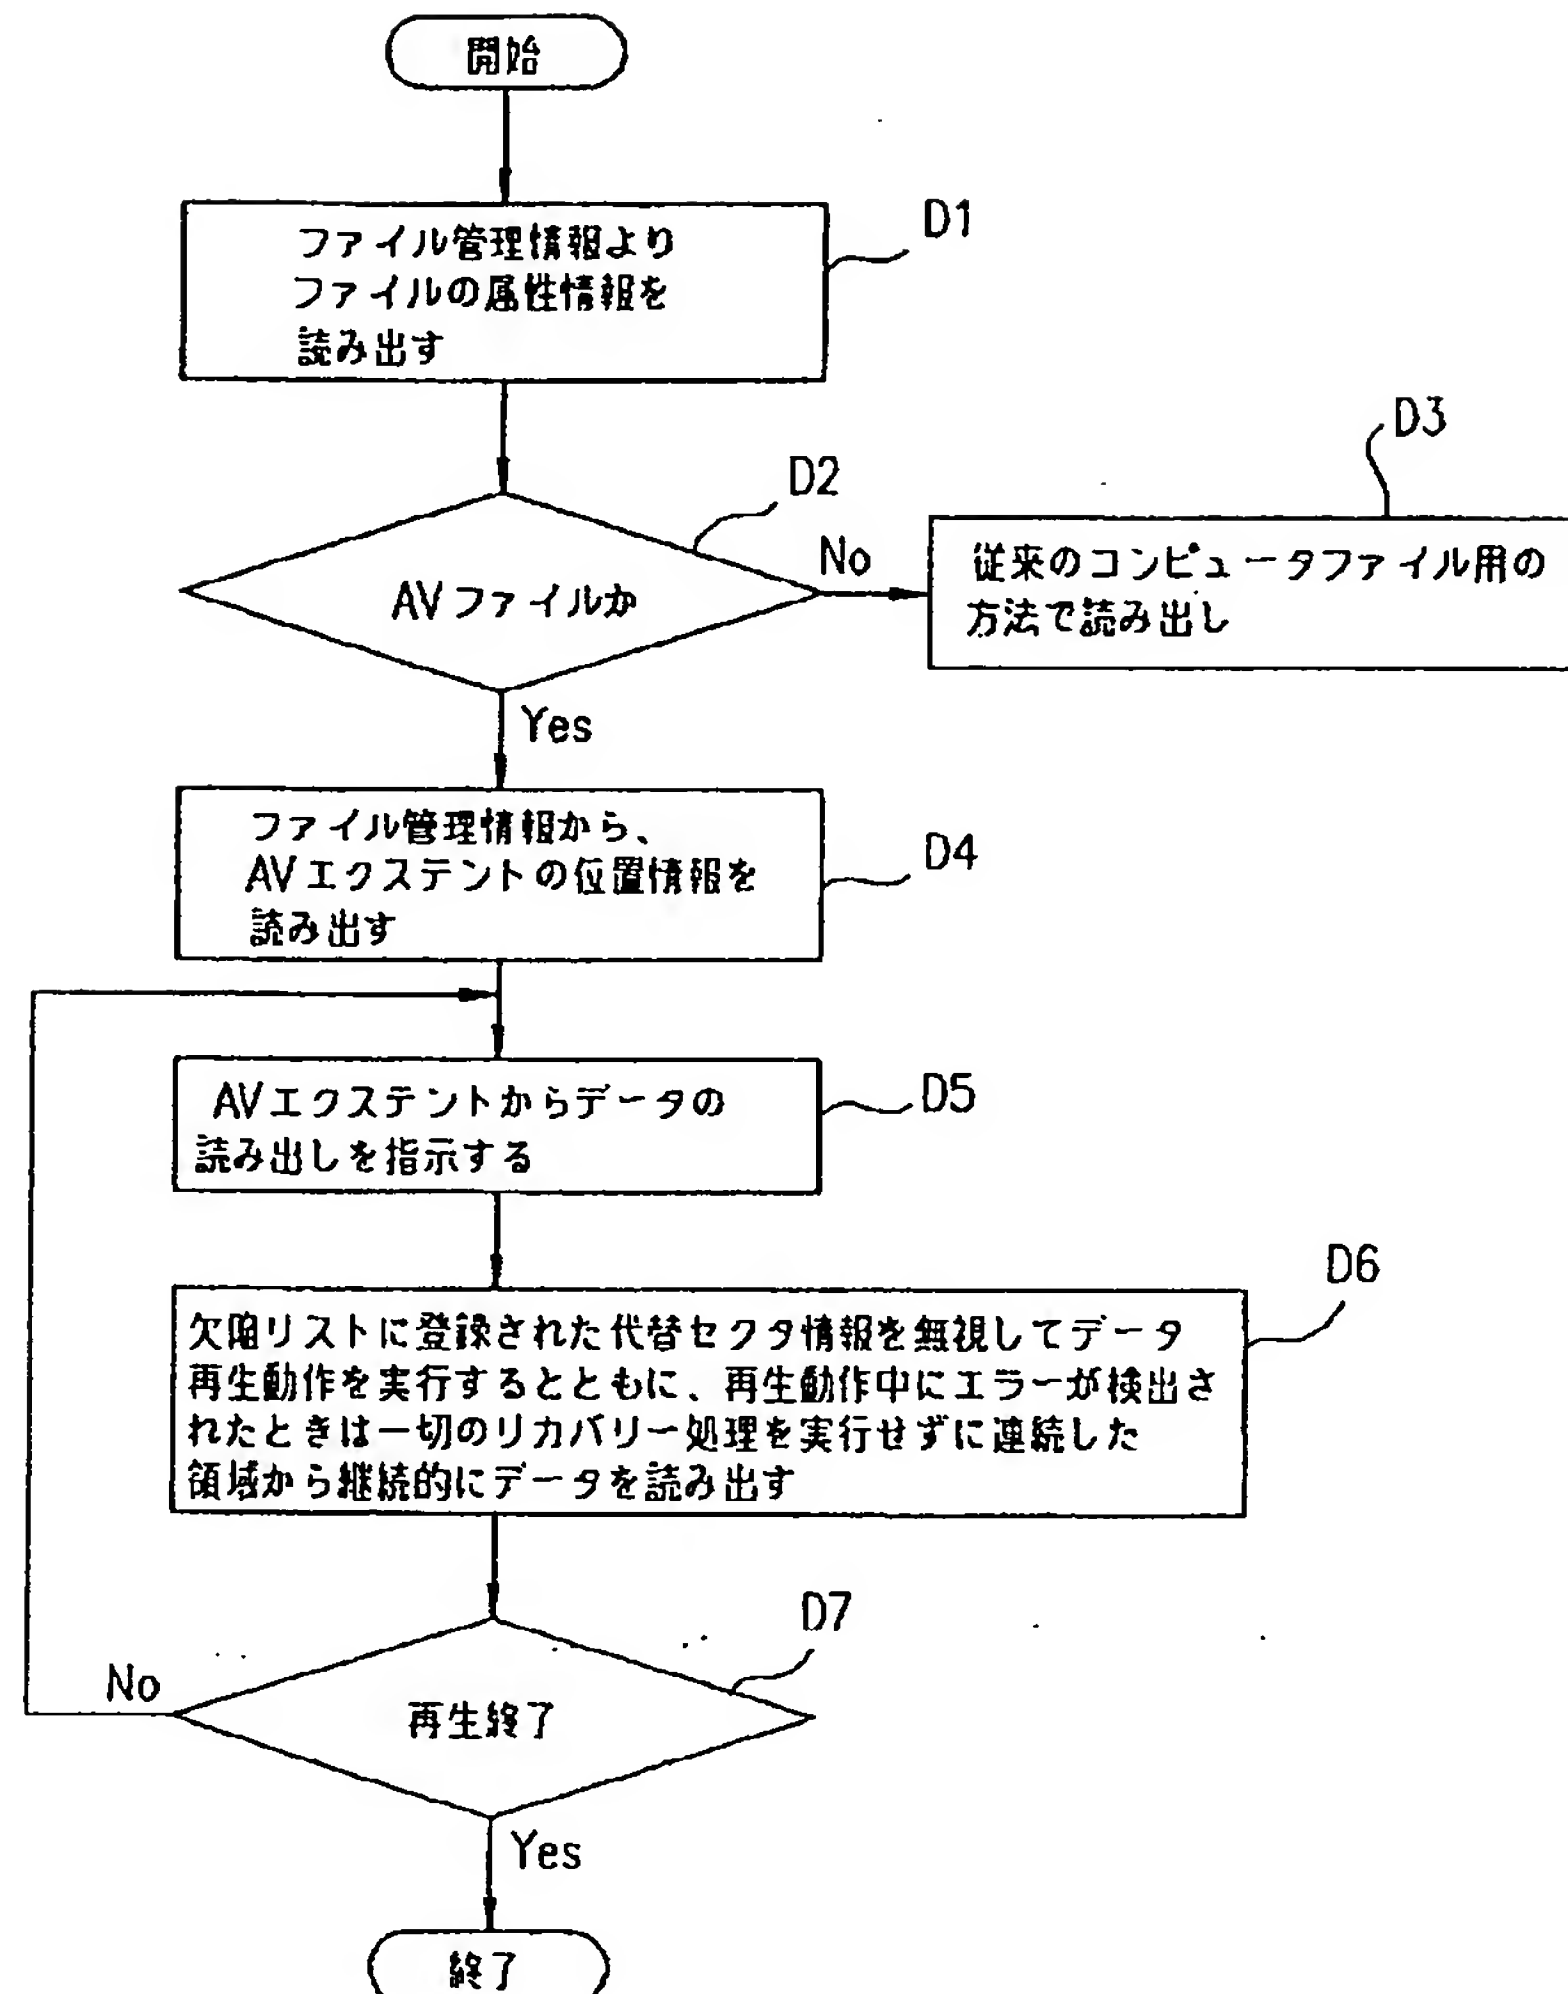 開始
ファイル管理情報より
ファイルの属性情報を
読み出す
D1
D2
AVファイルか
No
D3
従来のコンピュータファイル用の
方法で読み出し
Yes
ファイル管理情報から、
AVエクステントの位置情報を
読み出す
D4
AVエクステントからデータの
読み出しを指示する
D5
D6
欠陥リストに登録された代替セクタ情報を無視してデータ
再生動作を実行するとともに、再生動作中にエラーが検出さ
れたときは一切のリカバリー処理を実行せずに連続した
領域から継続的にデータを読み出す
D7
No
再生終了
Yes
終了